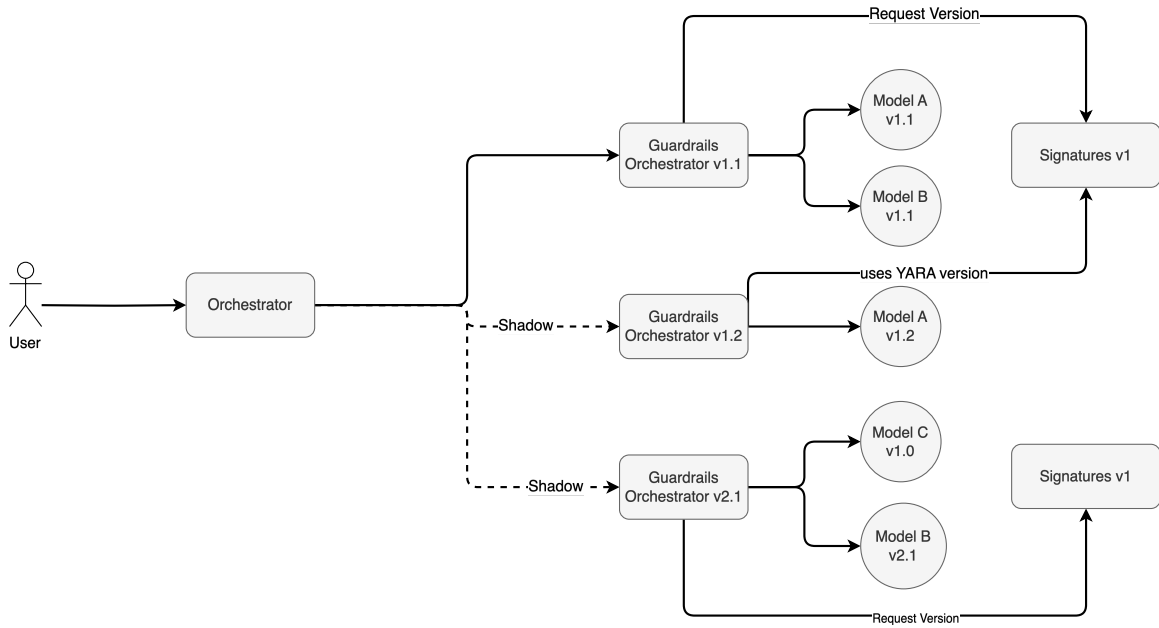 Request Version
Model A
v1.1
Guardrails
Orchestrator v1.1
Signatures v1
Model B
v1.1
uses YARA version
User
Orchestrator
Shadow
Guardrails
Orchestrator v1.2
Model A
v1.2
Model C
v1.0
Shadow
Guardrails
Orchestrator v2.1
Signatures v1
Model B
v2.1
Request Version